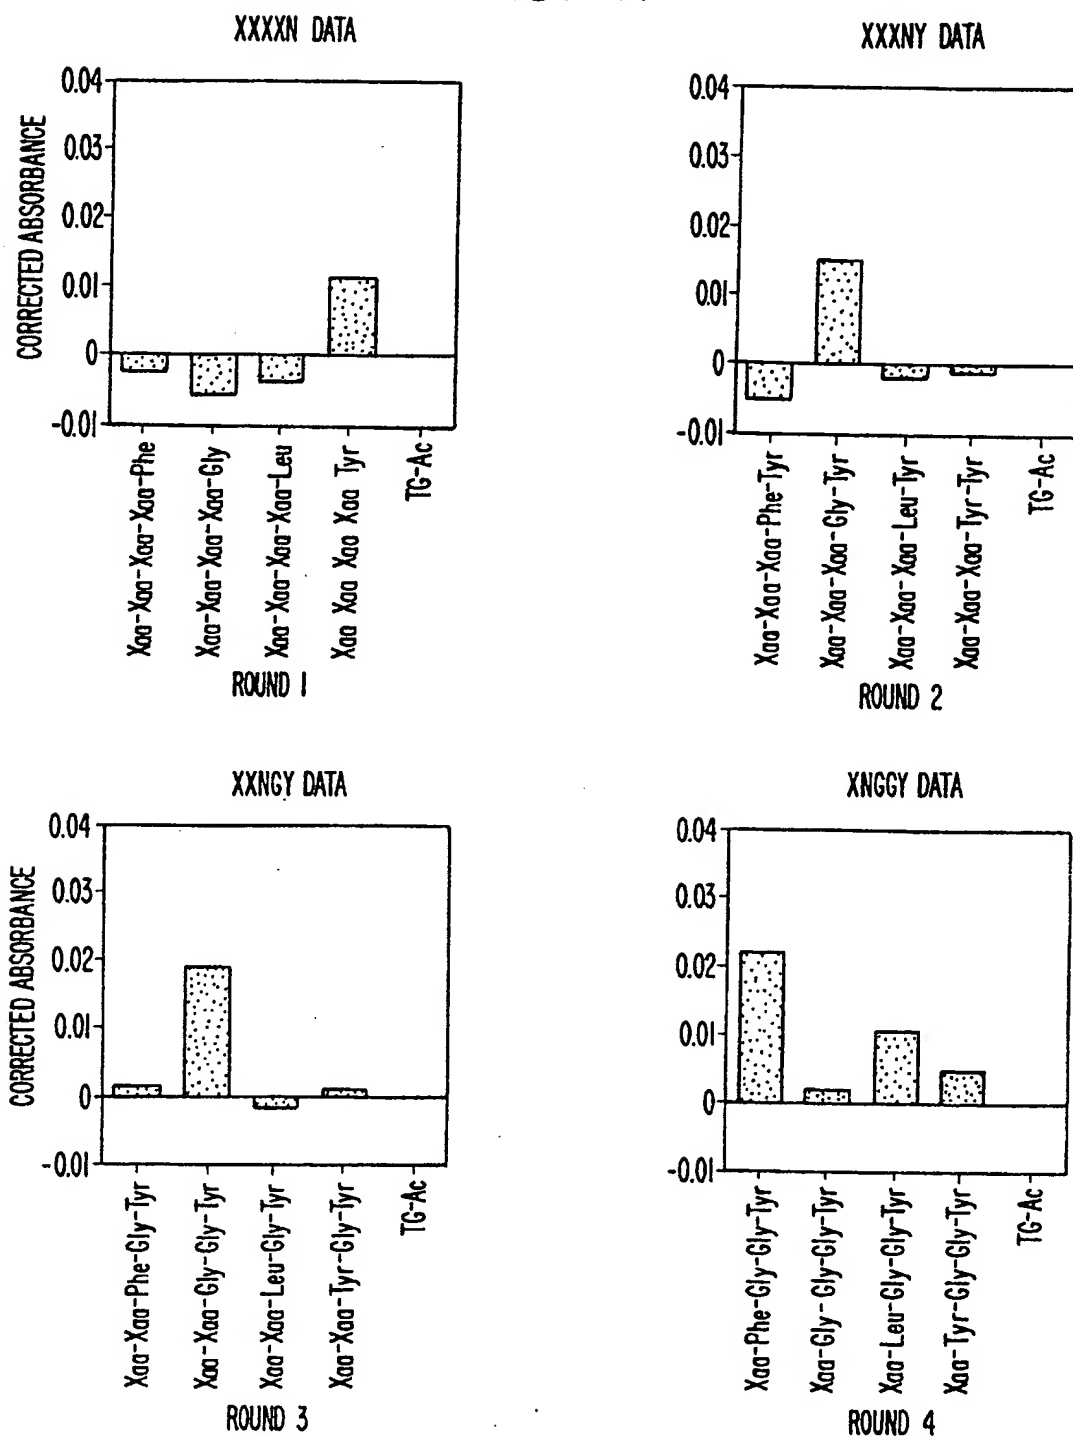 XXXXN DATA
CORRECTED ABSORBANCE
0.04
0.03
0.02
0.01
0
-0.01
Xaa-Xaa-Xaa-Xaa-Phe
Xaa-Xaa-Xaa-Xaa-Gly
Xaa-Xaa-Xaa-Xaa-Leu
Xaa Xaa Xaa Xaa Tyr
TG-Ac
ROUND 1
XXXNY DATA
0.04
0.03
0.02
0.01
0
-0.01
Xaa-Xaa-Xaa-Phe-Tyr
Xaa-Xaa-Xaa-Gly-Tyr
Xaa-Xaa-Xaa-Leu-Tyr
Xaa-Xaa-Xaa-Tyr-Tyr
TG-Ac
ROUND 2
XXNGY DATA
CORRECTED ABSORBANCE
0.04
0.03
0.02
0.01
0
-0.01
Xaa-Xaa-Phe-Gly-Tyr
Xaa-Xaa-Gly-Gly-Tyr
Xaa-Xaa-Leu-Gly-Tyr
Xaa-Xaa-Tyr-Gly-Tyr
TG-Ac
ROUND 3
XNGGY DATA
0.04
0.03
0.02
0.01
0
-0.01
Xaa-Phe-Gly-Gly-Tyr
Xaa-Gly-Gly-Gly-Tyr
Xaa-Leu-Gly-Gly-Tyr
Xaa-Tyr-Gly-Gly-Tyr
TG-Ac
ROUND 4